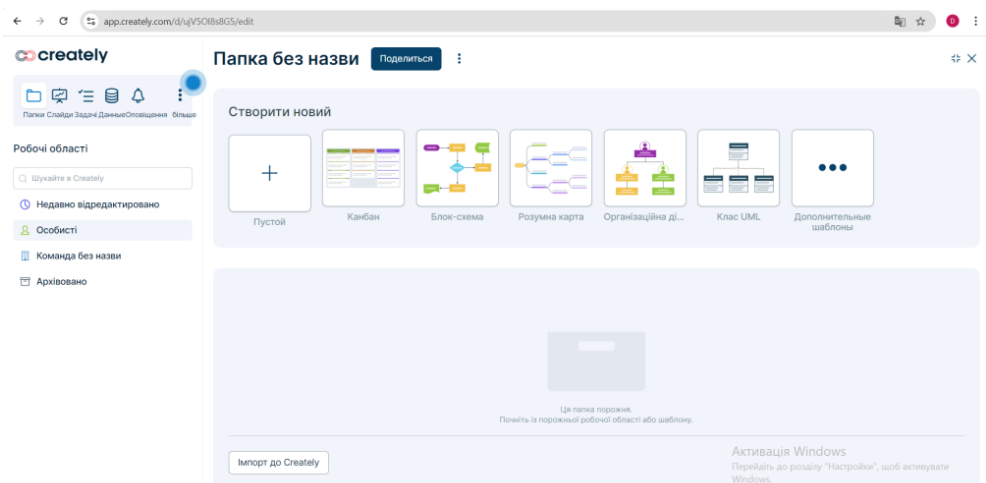 app.creately.com/d/ujV5OI8s8G5/edit
D
creately
Папка без назви
Поделиться
Папки Слайди Задачі Данные Оповіщення більше
Створити новий
Робочі області
Шукайте в Creately
Недавно відредактировано
Особисті
Команда без назви
Архівовано
Пустой
Канбан
Блок-схема
Розумна карта
Організаційна ді...
Клас UML
Дополнительные
шаблоны
Ця папка порожня.
Почніть із порожньої робочої області або шаблону.
Імпорт до Creately
Активація Windows
Перейдіть до розділу "Настройки", щоб активувати
Windows.